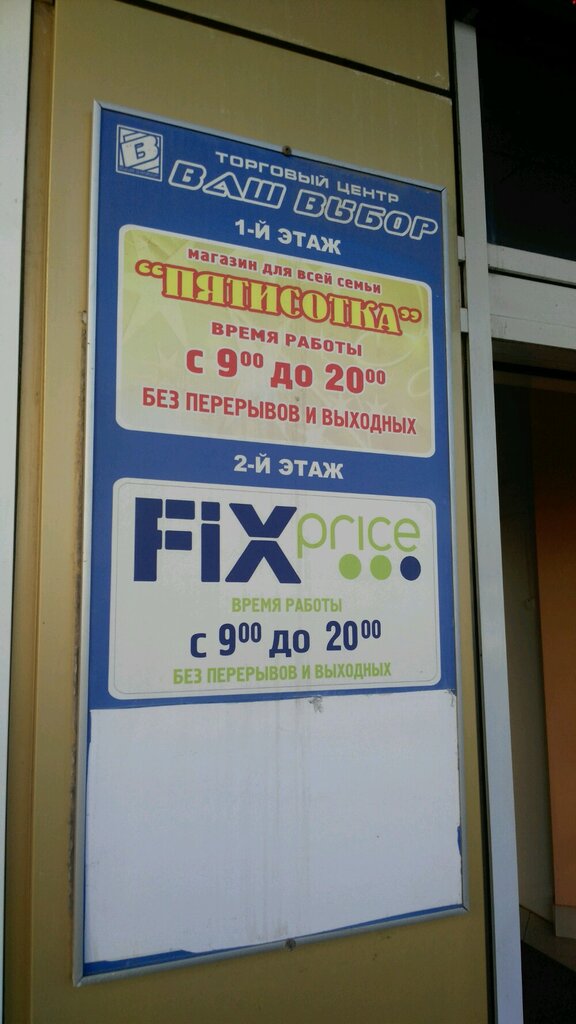 В
ТОРГОВЫЙ ЦЕНТР
ВАШ ВЫБОР
1-Й ЭТАЖ
магазин для всей семьи
“ПЯТИСОТКА”
ВРЕМЯ РАБОТЫ
с 9⁰⁰ до 20⁰⁰
БЕЗ ПЕРЕРЫВОВ И ВЫХОДНЫХ
2-Й ЭТАЖ
FiX price
ВРЕМЯ РАБОТЫ
с 9⁰⁰ до 20⁰⁰
БЕЗ ПЕРЕРЫВОВ И ВЫХОДНЫХ